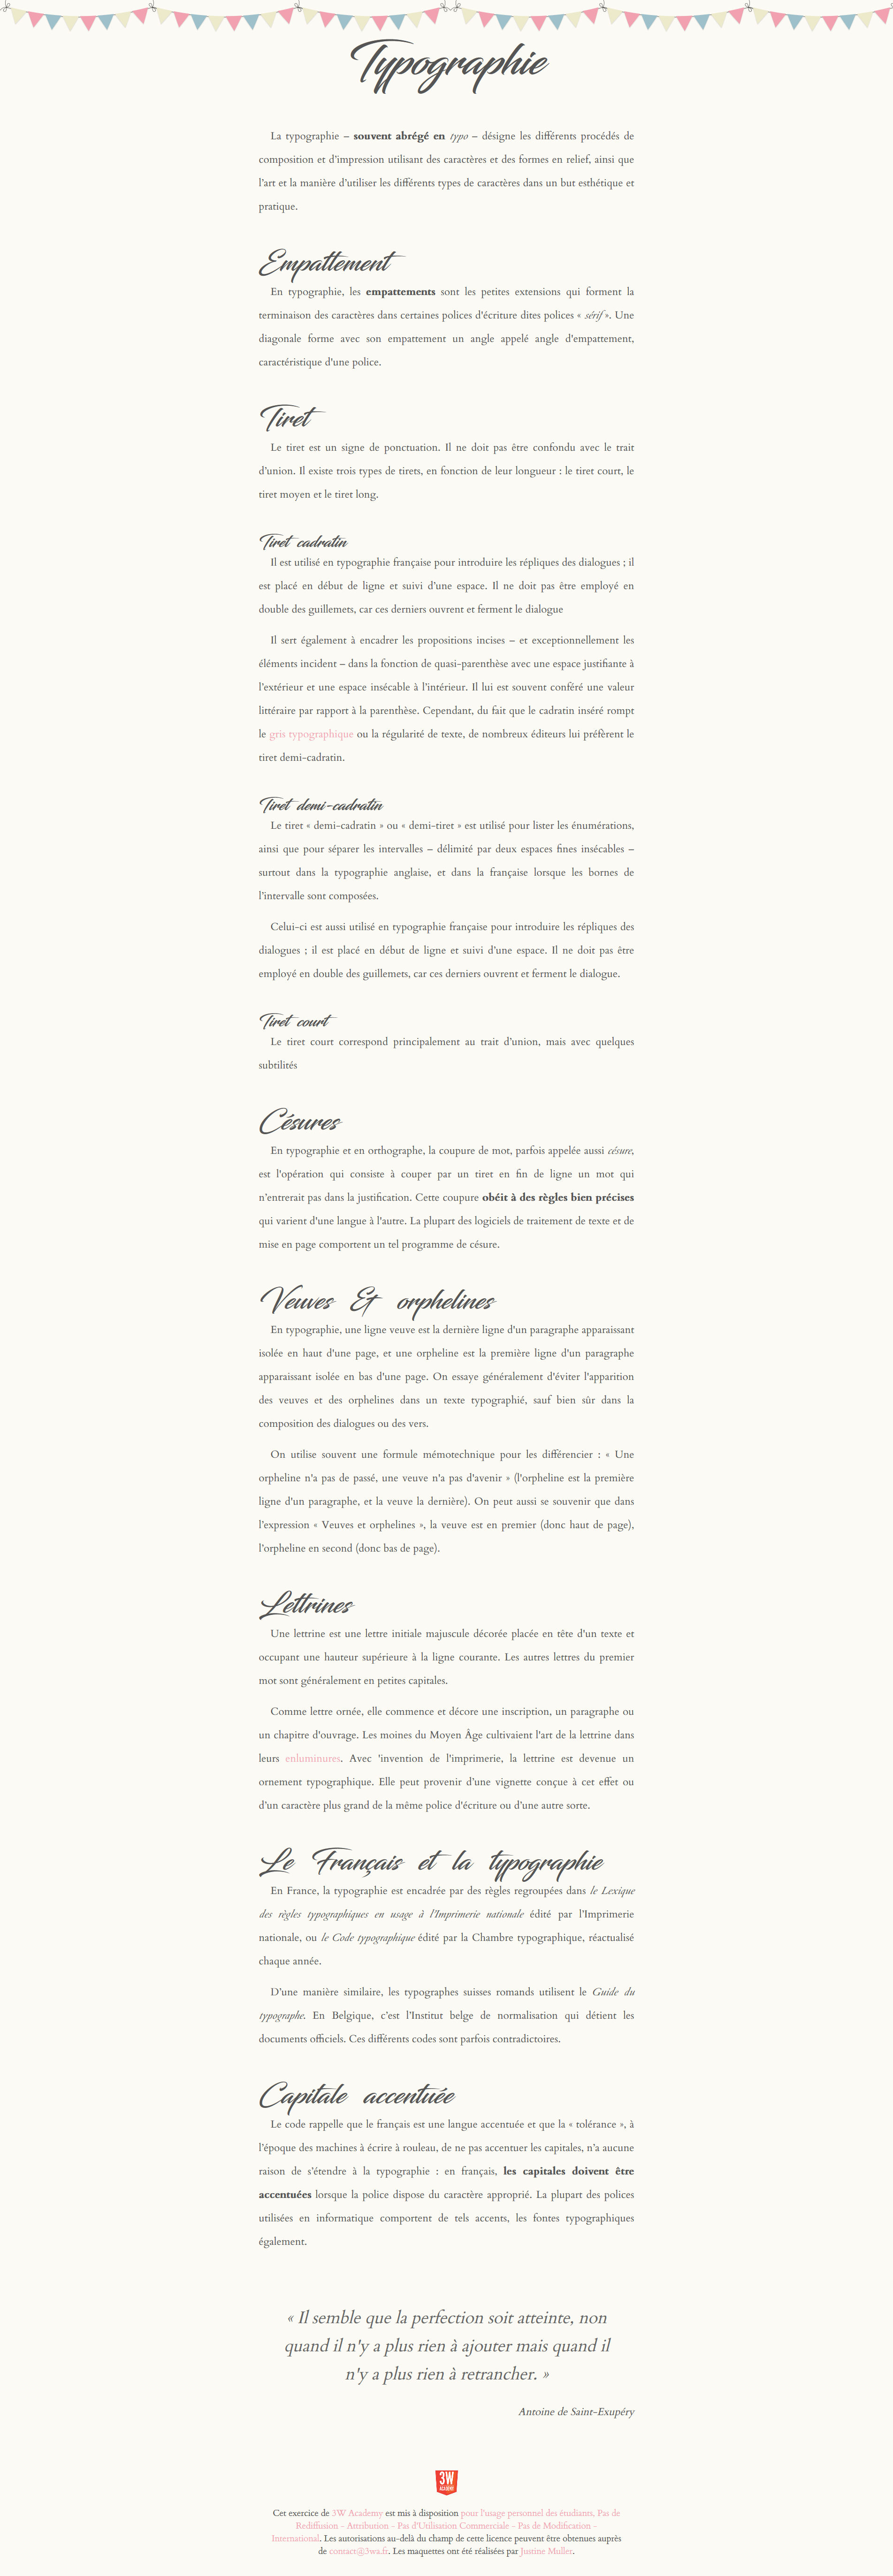 Typographie
La typographie – souvent abrégé en typo – désigne les différents procédés de
composition et d'impression utilisant des caractères et des formes en relief, ainsi que
l'art et la manière d'utiliser les différents types de caractères dans un but esthétique et
pratique.
Empattement
En typographie, les empattements sont les petites extensions qui forment la
terminaison des caractères dans certaines polices d'écriture dites polices « sérif ». Une
diagonale forme avec son empattement un angle appelé angle d'empattement,
caractéristique d'une police.
Tiret
Le tiret est un signe de ponctuation. Il ne doit pas être confondu avec le trait
d'union. Il existe trois types de tirets, en fonction de leur longueur : le tiret court, le
tiret moyen et le tiret long.
Tiret cadratin
Il est utilisé en typographie française pour introduire les répliques des dialogues ; il
est placé en début de ligne et suivi d'une espace. Il ne doit pas être employé en
double des guillemets, car ces derniers ouvrent et ferment le dialogue
Il sert également à encadrer les propositions incises – et exceptionnellement les
éléments incident – dans la fonction de quasi-parenthèse avec une espace justifiante à
l'extérieur et une espace insécable à l'intérieur. Il lui est souvent conféré une valeur
littéraire par rapport à la parenthèse. Cependant, du fait que le cadratin inséré rompt
le gris typographique ou la régularité de texte, de nombreux éditeurs lui préfèrent le
tiret demi-cadratin.
Tiret demi-cadratin
Le tiret « demi-cadratin » ou « demi-tiret » est utilisé pour lister les énumérations,
ainsi que pour séparer les intervalles – délimité par deux espaces fines insécables –
surtout dans la typographie anglaise, et dans la française lorsque les bornes de
l'intervalle sont composées.
Celui-ci est aussi utilisé en typographie française pour introduire les répliques des
dialogues ; il est placé en début de ligne et suivi d'une espace. Il ne doit pas être
employé en double des guillemets, car ces derniers ouvrent et ferment le dialogue.
Tiret court
Le tiret court correspond principalement au trait d'union, mais avec quelques
subtilités
Césures
En typographie et en orthographe, la coupure de mot, parfois appelée aussi césure,
est l'opération qui consiste à couper par un tiret en fin de ligne un mot qui
n'entrerait pas dans la justification. Cette coupure obéit à des règles bien précises
qui varient d'une langue à l'autre. La plupart des logiciels de traitement de texte et de
mise en page comportent un tel programme de césure.
Veuves Et orphelines
En typographie, une ligne veuve est la dernière ligne d'un paragraphe apparaissant
isolée en haut d'une page, et une orpheline est la première ligne d'un paragraphe
apparaissant isolée en bas d'une page. On essaye généralement d'éviter l'apparition
des veuves et des orphelines dans un texte typographié, sauf bien sûr dans la
composition des dialogues ou des vers.
On utilise souvent une formule mémotechnique pour les différencier : « Une
orpheline n'a pas de passé, une veuve n'a pas d'avenir » (l'orpheline est la première
ligne d'un paragraphe, et la veuve la dernière). On peut aussi se souvenir que dans
l'expression « Veuves et orphelines », la veuve est en premier (donc haut de page),
l'orpheline en second (donc bas de page).
Lettrines
Une lettrine est une lettre initiale majuscule décorée placée en tête d'un texte et
occupant une hauteur supérieure à la ligne courante. Les autres lettres du premier
mot sont généralement en petites capitales.
Comme lettre ornée, elle commence et décore une inscription, un paragraphe ou
un chapitre d'ouvrage. Les moines du Moyen Âge cultivaient l'art de la lettrine dans
leurs enluminures. Avec 'invention de l'imprimerie, la lettrine est devenue un
ornement typographique. Elle peut provenir d'une vignette conçue à cet effet ou
d'un caractère plus grand de la même police d'écriture ou d'une autre sorte.
Le Français et la typographie
En France, la typographie est encadrée par des règles regroupées dans le Lexique
des règles typographiques en usage à l'Imprimerie nationale édité par l'Imprimerie
nationale, ou le Code typographique édité par la Chambre typographique, réactualisé
chaque année.
D'une manière similaire, les typographes suisses romands utilisent le Guide du
typographe. En Belgique, c'est l'Institut belge de normalisation qui détient les
documents officiels. Ces différents codes sont parfois contradictoires.
Capitale accentuée
Le code rappelle que le français est une langue accentuée et que la « tolérance », à
l'époque des machines à écrire à rouleau, de ne pas accentuer les capitales, n'a aucune
raison de s'étendre à la typographie : en français, les capitales doivent être
accentuées lorsque la police dispose du caractère approprié. La plupart des polices
utilisées en informatique comportent de tels accents, les fontes typographiques
également.
« Il semble que la perfection soit atteinte, non
quand il n'y a plus rien à ajouter mais quand il
n'y a plus rien à retrancher. »
Antoine de Saint-Exupéry
3W
ACADEMY
Cet exercice de 3W Academy est mis à disposition pour l'usage personnel des étudiants, Pas de
Rediffusion - Attribution - Pas d'Utilisation Commerciale - Pas de Modification -
International. Les autorisations au-delà du champ de cette licence peuvent être obtenues auprès
de contact@3wa.fr. Les maquettes ont été réalisées par Justine Muller.